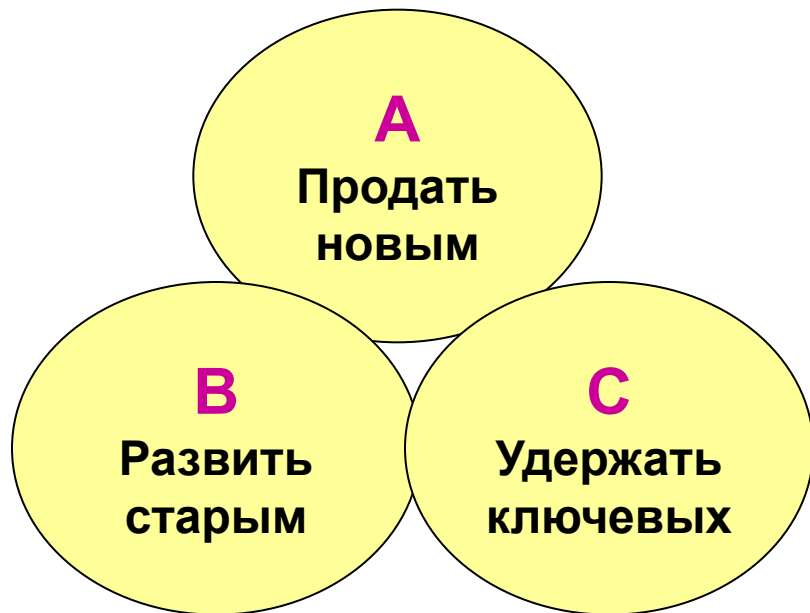 A
Продать
новым
B
Развить
старым
C
Удержать
ключевых